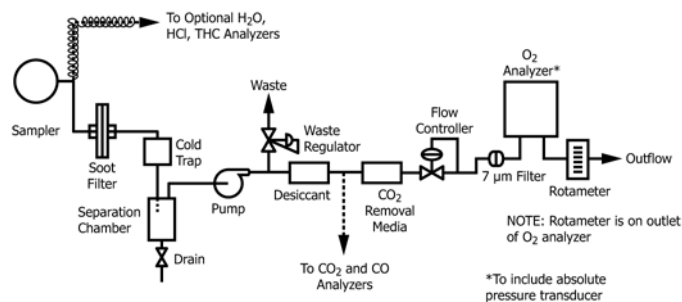 To Optional H₂O,
HCl, THC Analyzers
O₂
Analyzer*
Waste
Flow
Controller
Sampler
Cold
Trap
Waste
Regulator
Outflow
Soot
Filter
7 µm Filter
Rotameter
Desiccant
CO₂
Removal
Media
Pump
Separation
Chamber
NOTE: Rotameter is on outlet
of O₂ analyzer
Drain
To CO₂ and CO
Analyzers
*To include absolute
pressure transducer